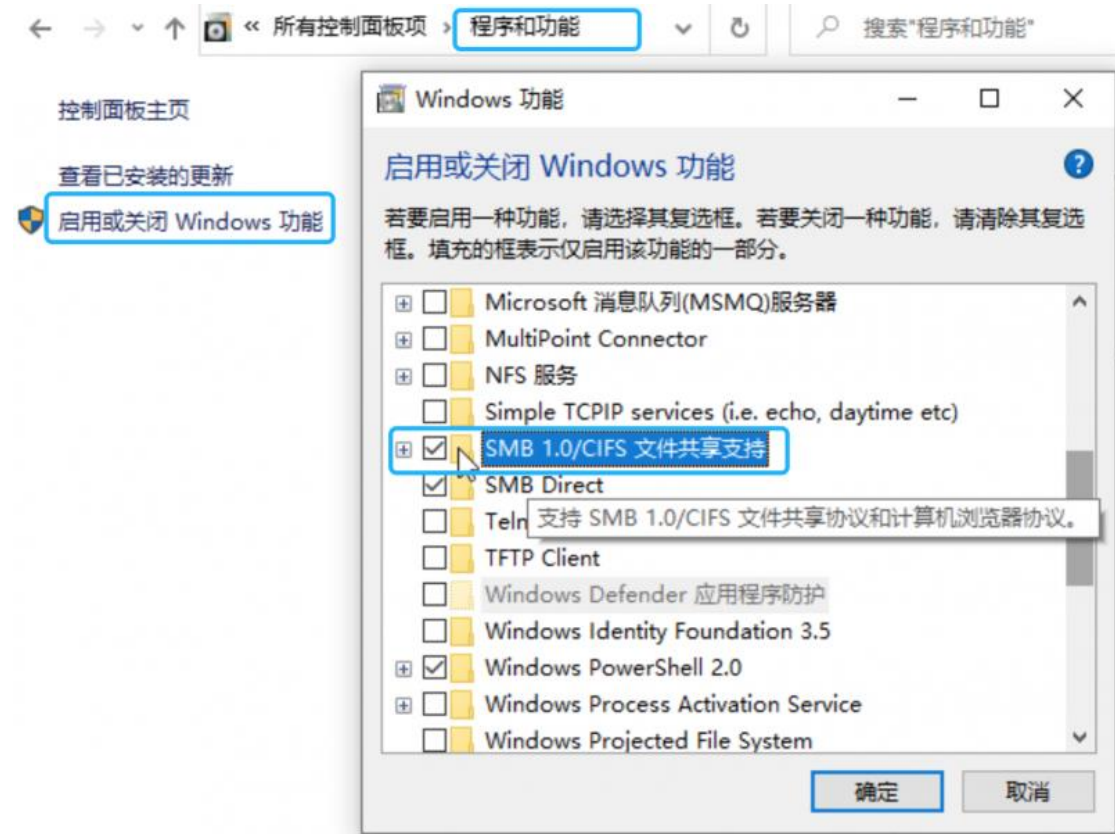 « 所有控制面板项 › 程序和功能
搜索"程序和功能"
控制面板主页
查看已安装的更新
启用或关闭 Windows 功能
Windows 功能
启用或关闭 Windows 功能
若要启用一种功能，请选择其复选框。若要关闭一种功能，请清除其复选
框。填充的框表示仅启用该功能的一部分。
Microsoft 消息队列(MSMQ)服务器
MultiPoint Connector
NFS 服务
Simple TCPIP services (i.e. echo, daytime etc)
SMB 1.0/CIFS 文件共享支持
SMB Direct
Teln
支持 SMB 1.0/CIFS 文件共享协议和计算机浏览器协议。
TFTP Client
Windows Defender 应用程序防护
Windows Identity Foundation 3.5
Windows PowerShell 2.0
Windows Process Activation Service
Windows Projected File System
确定
取消